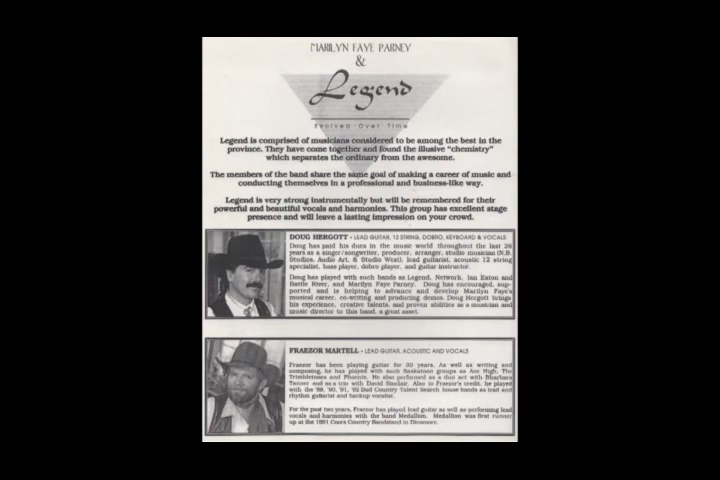 MARILYN FAYE PARNEY
&
Legend
Evolved Over Time
Legend is comprised of musicians considered to be among the best in the
province. They have come together and found the illusive "chemistry"
which separates the ordinary from the awesome.
The members of the band share the same goal of making a career of music and
conducting themselves in a professional and business-like way.
Legend is very strong instrumentally but will be remembered for their
powerful and beautiful vocals and harmonies. This group has excellent stage
presence and will leave a lasting impression on your crowd.
DOUG HERGOTT • LEAD GUITAR, 12 STRING, DOBRO, KEYBOARD & VOCALS
Doug has paid his dues in the music world throughout the last 26
years as a singer/songwriter, producer, arranger, studio musician (N.B.
Studios, Audio Art, & Studio West), lead guitarist, acoustic 12 string
specialist, bass player, dobro player, and guitar instructor.
Doug has played with such bands as Legend, Network, Ian Eaton and
Battle River, and Marilyn Faye Parney. Doug has encouraged, sup-
ported and is helping to advance and develop Marilyn Faye's
musical career, co-writing and producing demos. Doug Hergott brings
his experience, creative talents, and proven abilities as a musician and
music director to this band, a great asset.
FRAEZOR MARTELL • LEAD GUITAR, ACOUSTIC AND VOCALS
Fraezor has been playing guitar for 30 years. As well as writing and
composing, he has played with such Saskatoon groups as Ace High, The
Trimbletones and Phoenix. He also performed as a duo act with Bharbara
Tanner and as a trio with David Sinclair. Also to Fraezor's credit, he played
with the '89, '90, '91, '92 Bud Country Talent Search house bands as lead and
rhythm guitarist and backup vocalist.
For the past two years, Fraezor has played lead guitar as well as performing lead
vocals and harmonies with the band Medallion. Medallion was first runner
up at the 1991 Coors Country Bandstand in Dinsmore.